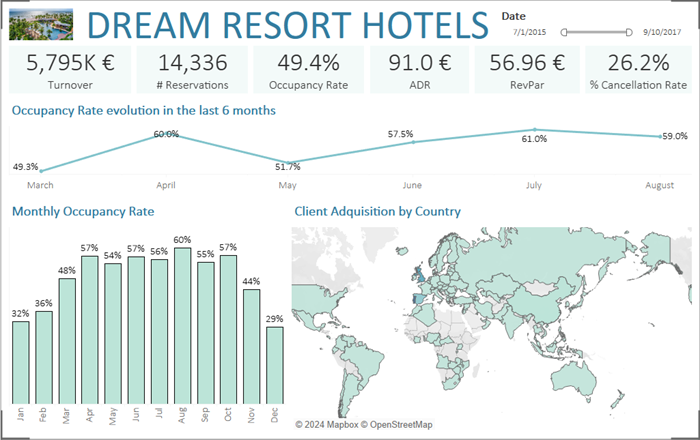 DREAM RESORT HOTELS
Date
7/1/2015 9/10/2017
5,795K € 14,336 49.4% 91.0 € 56.96 € 26.2%
Turnover # Reservations Occupancy Rate ADR RevPar % Cancellation Rate
Occupancy Rate evolution in the last 6 months
49.3% 60.0% 51.7% 57.5% 61.0% 59.0%
March April May June July August
Monthly Occupancy Rate
32% 36% 48% 57% 54% 57% 56% 60% 55% 57% 44% 29%
Jan Feb Mar Apr May Jun Jul Aug Sep Oct Nov Dec
Client Adquisition by Country
© 2024 Mapbox © OpenStreetMap